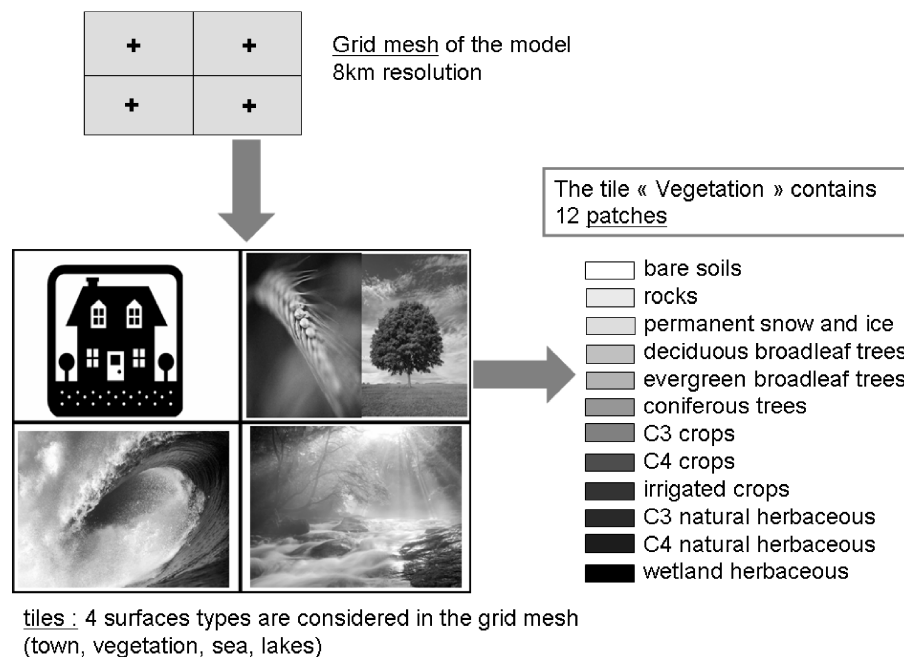 Grid mesh of the model
8km resolution
The tile « Vegetation » contains
12 patches
bare soils
rocks
permanent snow and ice
deciduous broadleaf trees
evergreen broadleaf trees
coniferous trees
C3 crops
C4 crops
irrigated crops
C3 natural herbaceous
C4 natural herbaceous
wetland herbaceous
tiles : 4 surfaces types are considered in the grid mesh
(town, vegetation, sea, lakes)